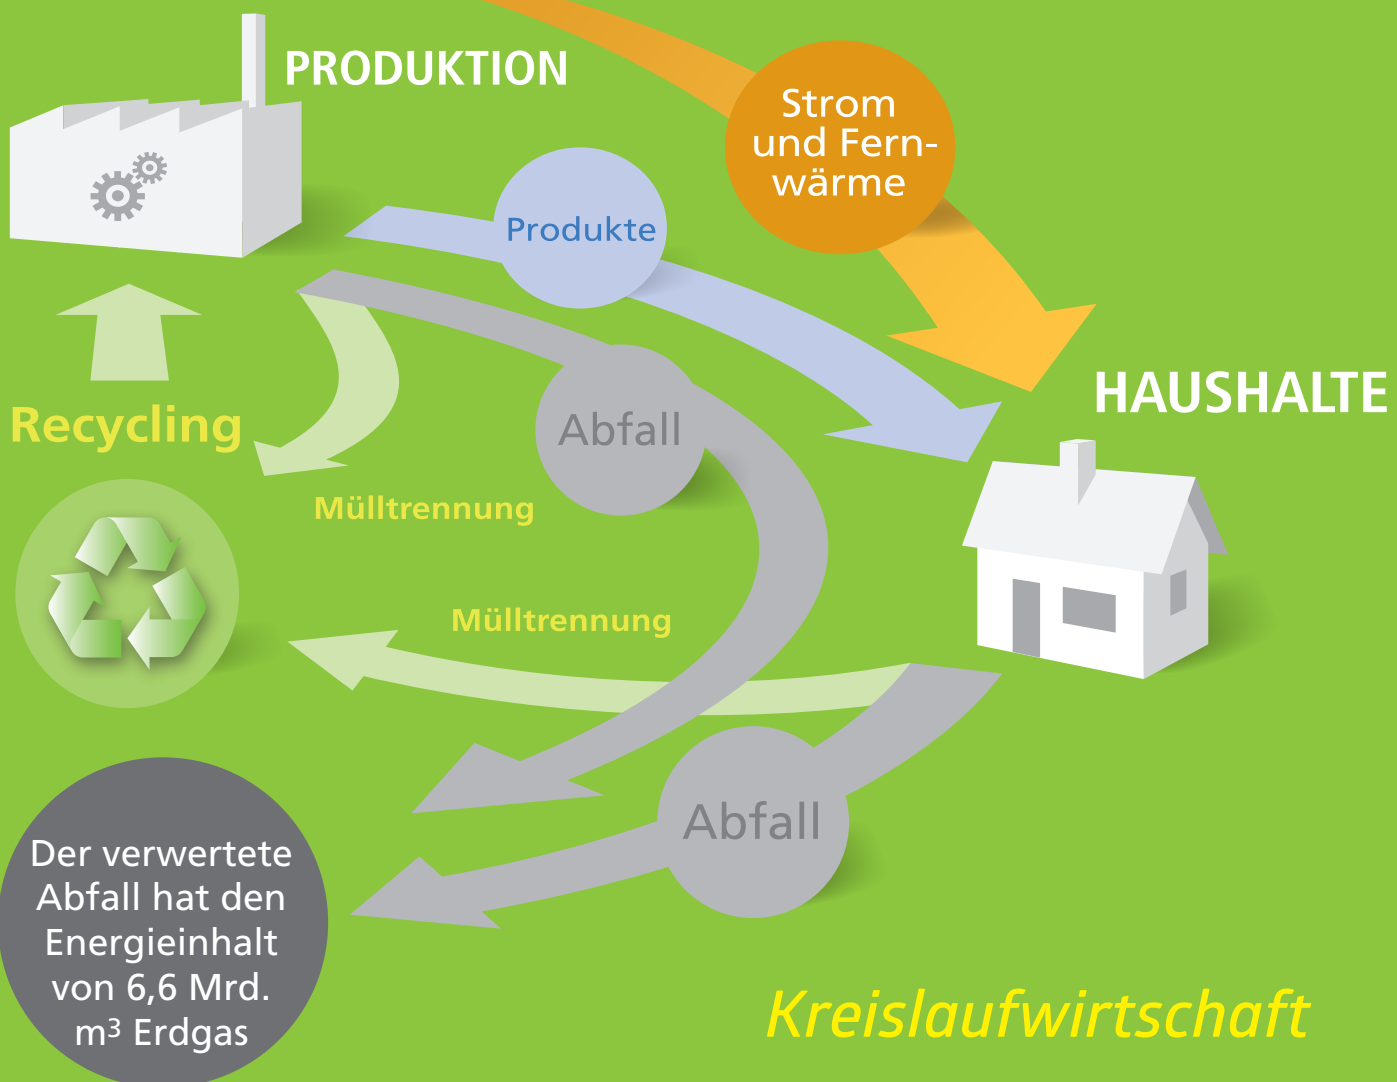 PRODUKTION
Strom
und Fern-
wärme
Produkte
HAUSHALTE
Recycling
Abfall
Mülltrennung
Mülltrennung
Abfall
Der verwertete
Abfall hat den
Energieinhalt
von 6,6 Mrd.
m³ Erdgas
Kreislaufwirtschaft